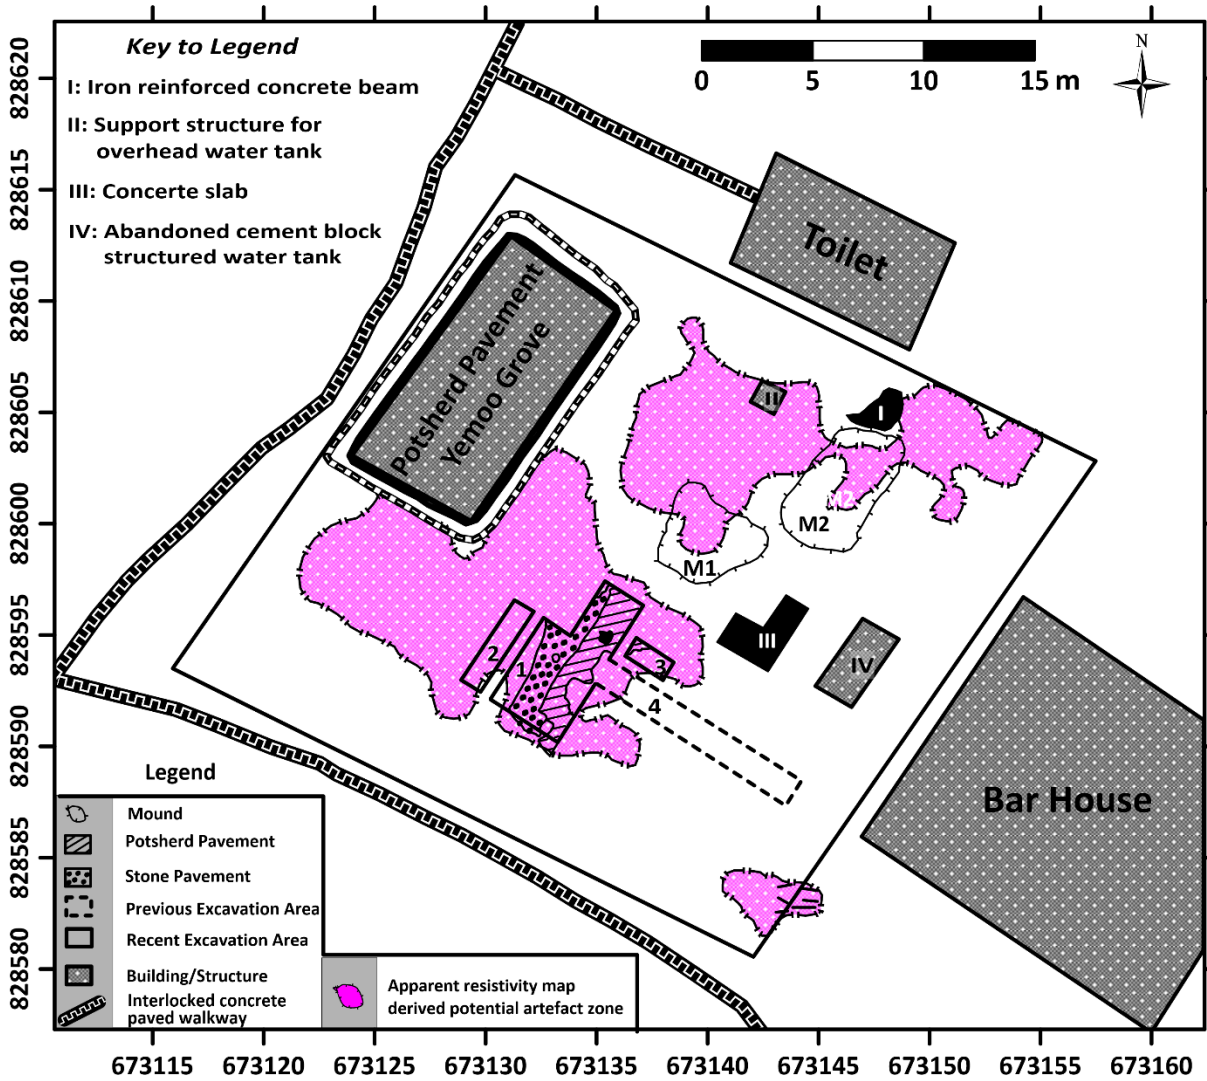 Key to Legend
I: Iron reinforced concrete beam
II: Support structure for
overhead water tank
III: Concerte slab
IV: Abandoned cement block
structured water tank
0 5 10 15 m
N
828620
828615
828610
828605
828600
828595
828590
828585
828580
Toilet
Potsherd Pavement
Yemoo Grove
II
I
M2
M2
M1
III
IV
2
1
3
4
Bar House
Legend
Mound
Potsherd Pavement
Stone Pavement
Previous Excavation Area
Recent Excavation Area
Building/Structure
Interlocked concrete
paved walkway
Apparent resistivity map
derived potential artefact zone
673115 673120 673125 673130 673135 673140 673145 673150 673155 673160